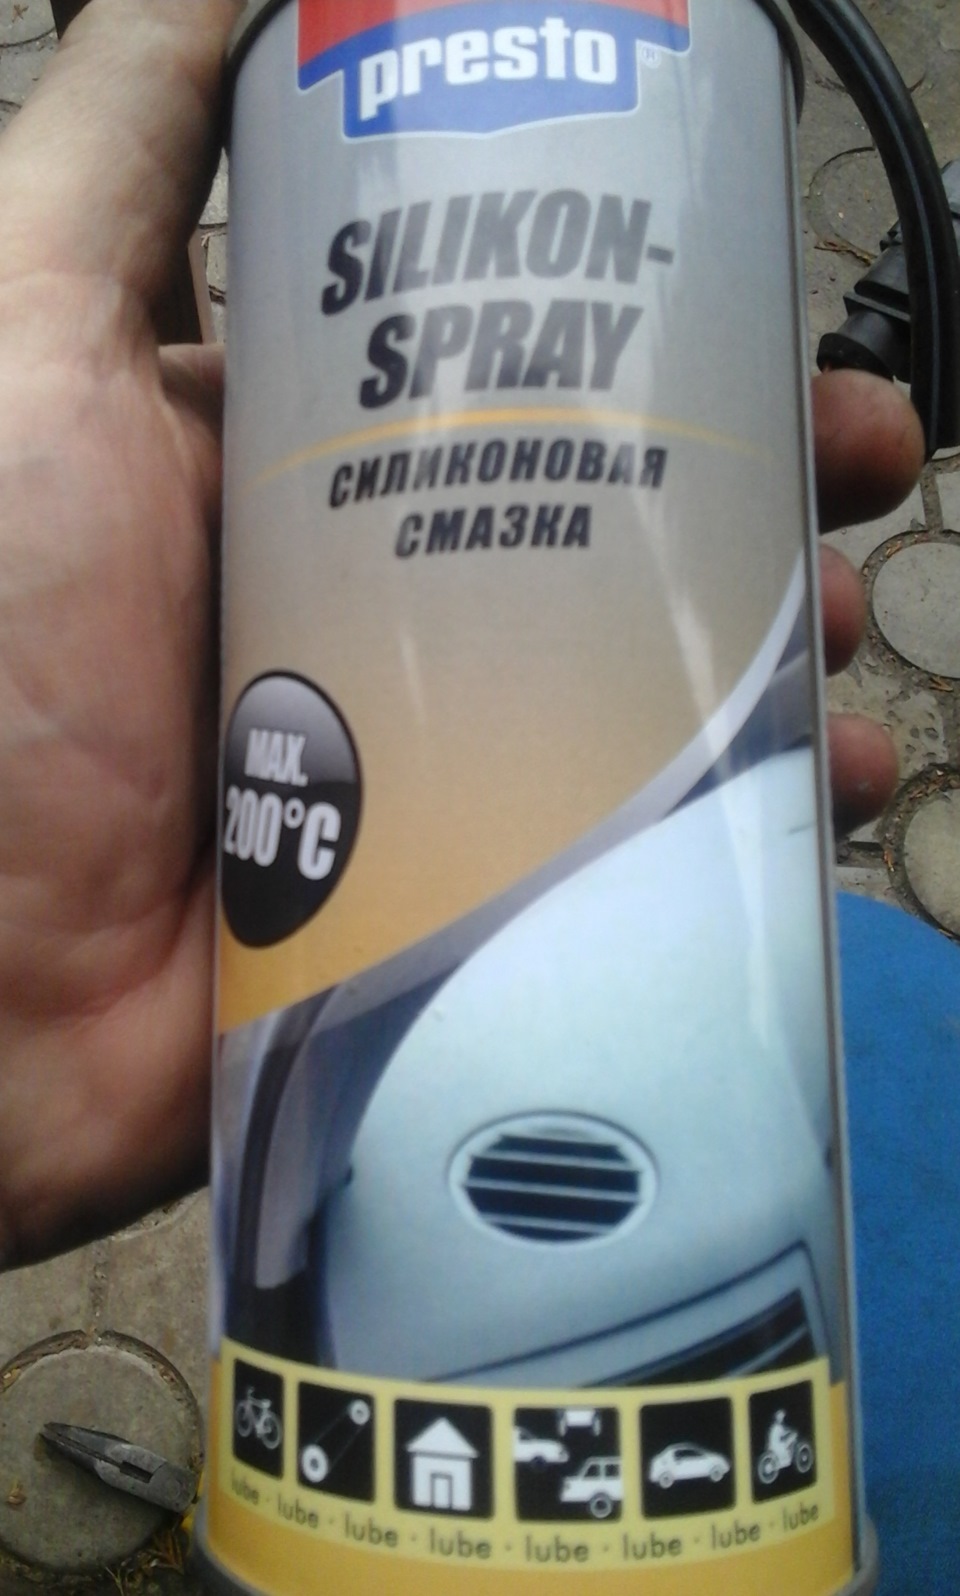 presto ®
SILIKON-
SPRAY
СИЛИКОНОВАЯ
СМАЗКА
MAX.
200°C
lube · lube · lube · lube · lube · lube · lube · lube